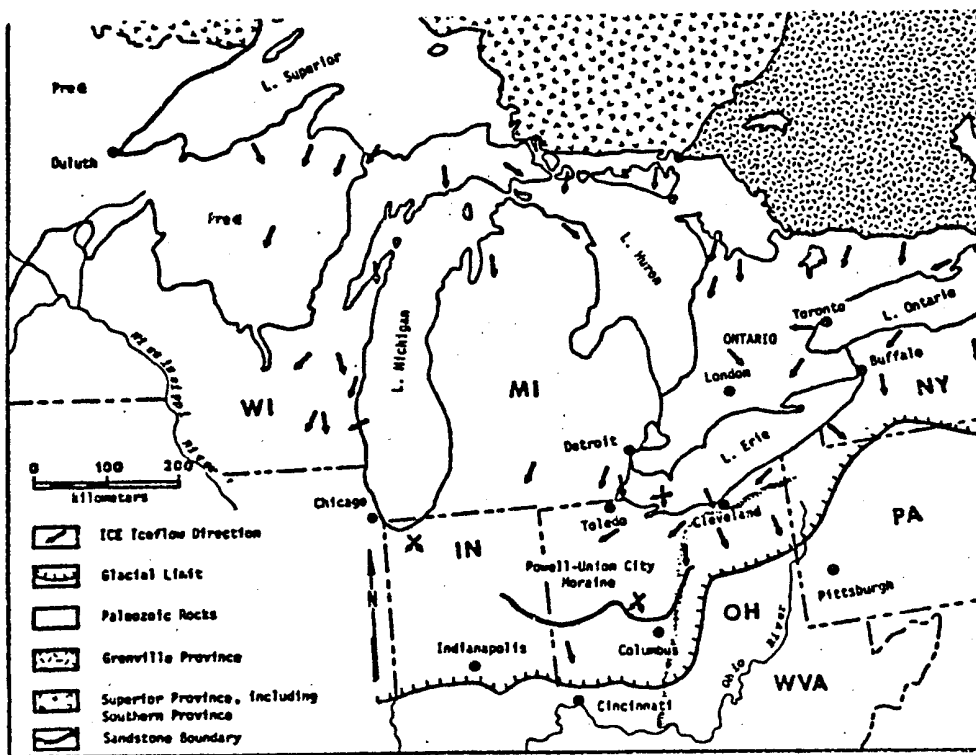 L. Superior
Duluth
L. Huron
L. Michigan
Toronto
L. Ontario
ONTARIO
London
Buffalo
NY
WI
MI
Detroit
L. Erie
0 100 200
kilometers
Chicago
Toledo
Cleveland
PA
IN
Powell-Union City
Moraine
Pittsburgh
N
OH
Indianapolis
Columbus
WVA
Cincinnati
ICE Iceflow Direction
Glacial Limit
Paleozoic Rocks
Grenville Province
Superior Province, including
Southern Province
Sandstone Boundary